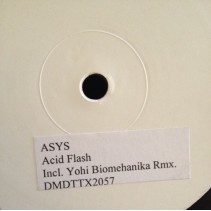 ASYS
Acid Flash
Incl. Yohi Biomehanika Rmx.
DMDTTX2057